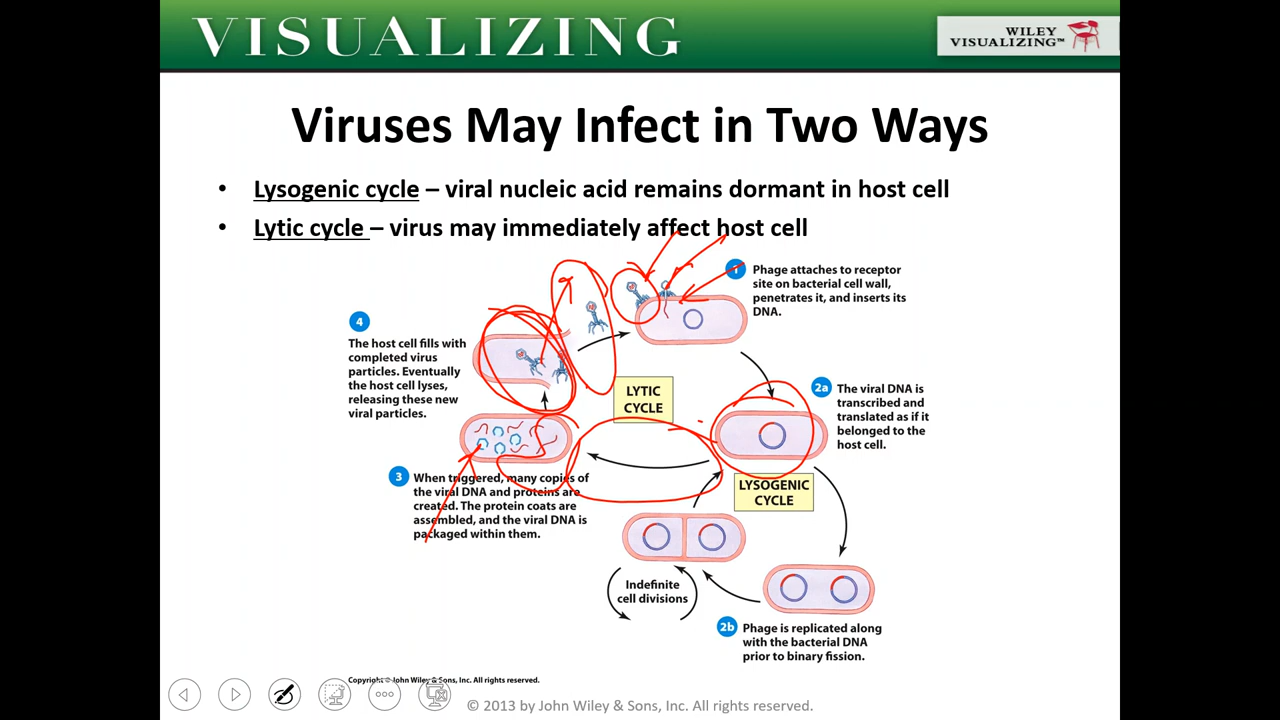 VISUALIZING
WILEY
VISUALIZING™
Viruses May Infect in Two Ways
• Lysogenic cycle – viral nucleic acid remains dormant in host cell
• Lytic cycle – virus may immediately affect host cell
1 Phage attaches to receptor
site on bacterial cell wall,
penetrates it, and inserts its
DNA.
4
The host cell fills with
completed virus
particles. Eventually
the host cell lyses,
releasing these new
viral particles.
LYTIC
CYCLE
2a The viral DNA is
transcribed and
translated as if it
belonged to the
host cell.
3 When triggered, many copies of
the viral DNA and proteins are
created. The protein coats are
assembled, and the viral DNA is
packaged within them.
LYSOGENIC
CYCLE
Indefinite
cell divisions
2b Phage is replicated along
with the bacterial DNA
prior to binary fission.
Copyright © John Wiley & Sons, Inc. All rights reserved.
© 2013 by John Wiley & Sons, Inc. All rights reserved.